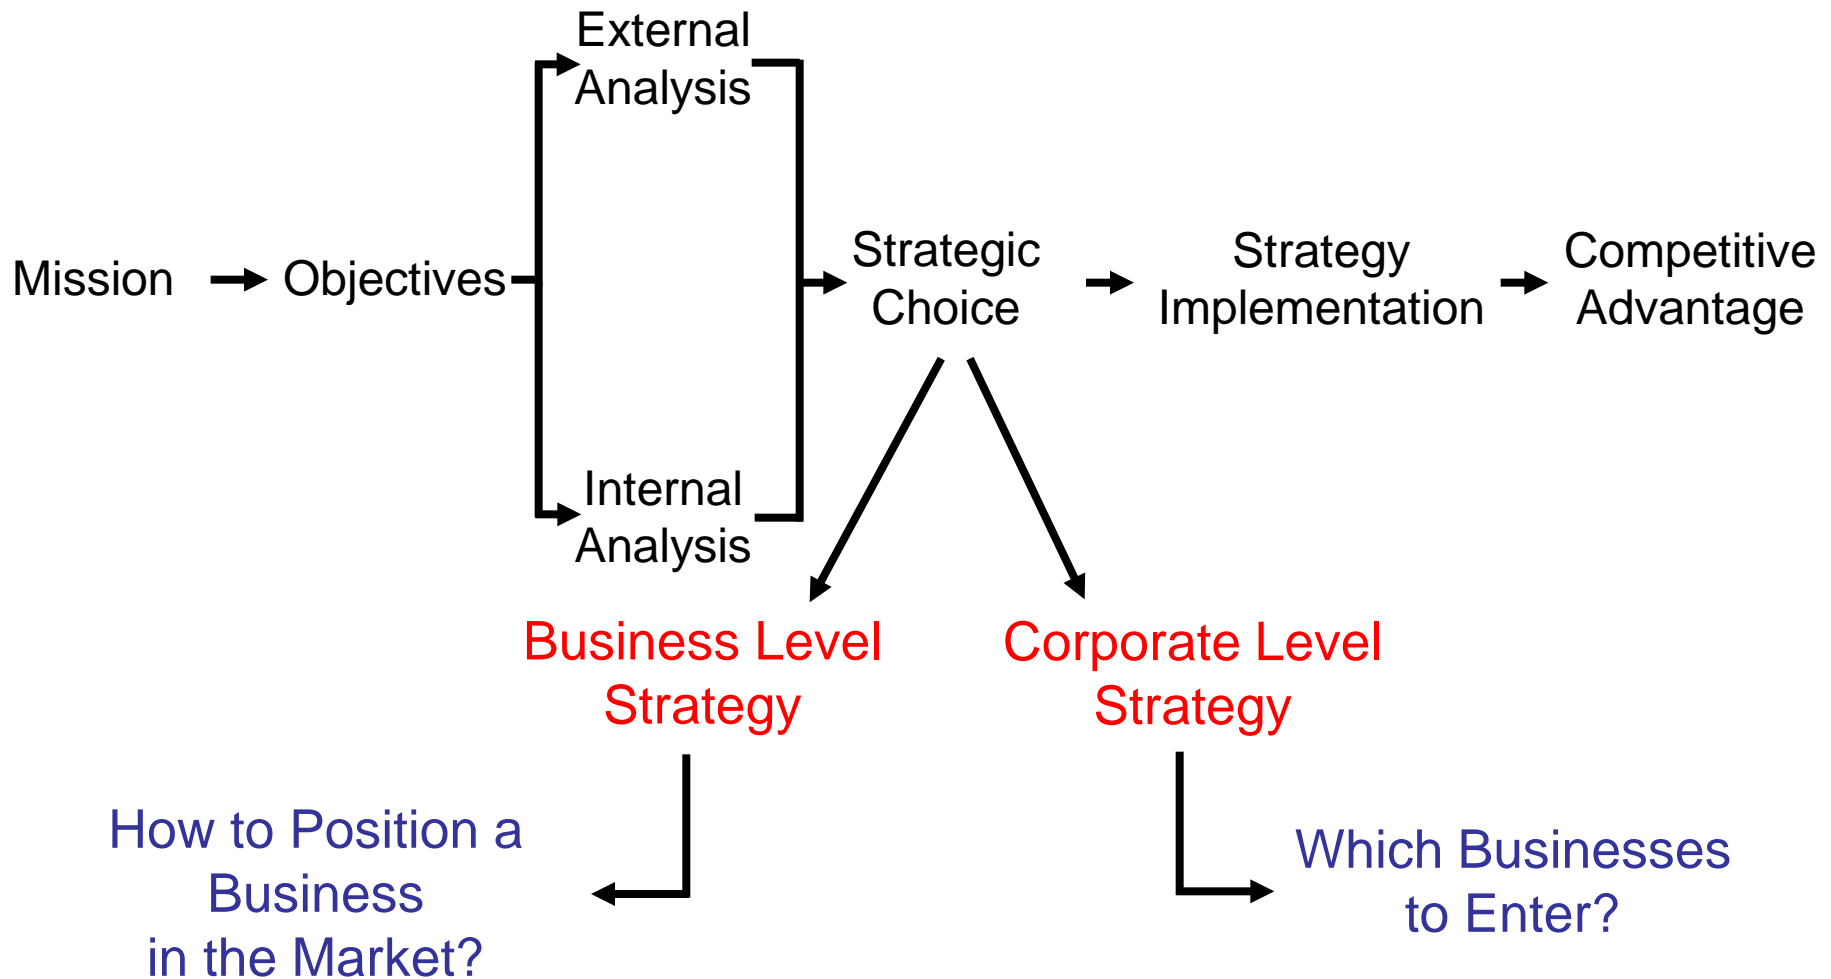 External
Analysis
Mission
Objectives
Strategic
Choice
Strategy
Implementation
Competitive
Advantage
Internal
Analysis
Business Level
Strategy
Corporate Level
Strategy
How to Position a
Business
in the Market?
Which Businesses
to Enter?